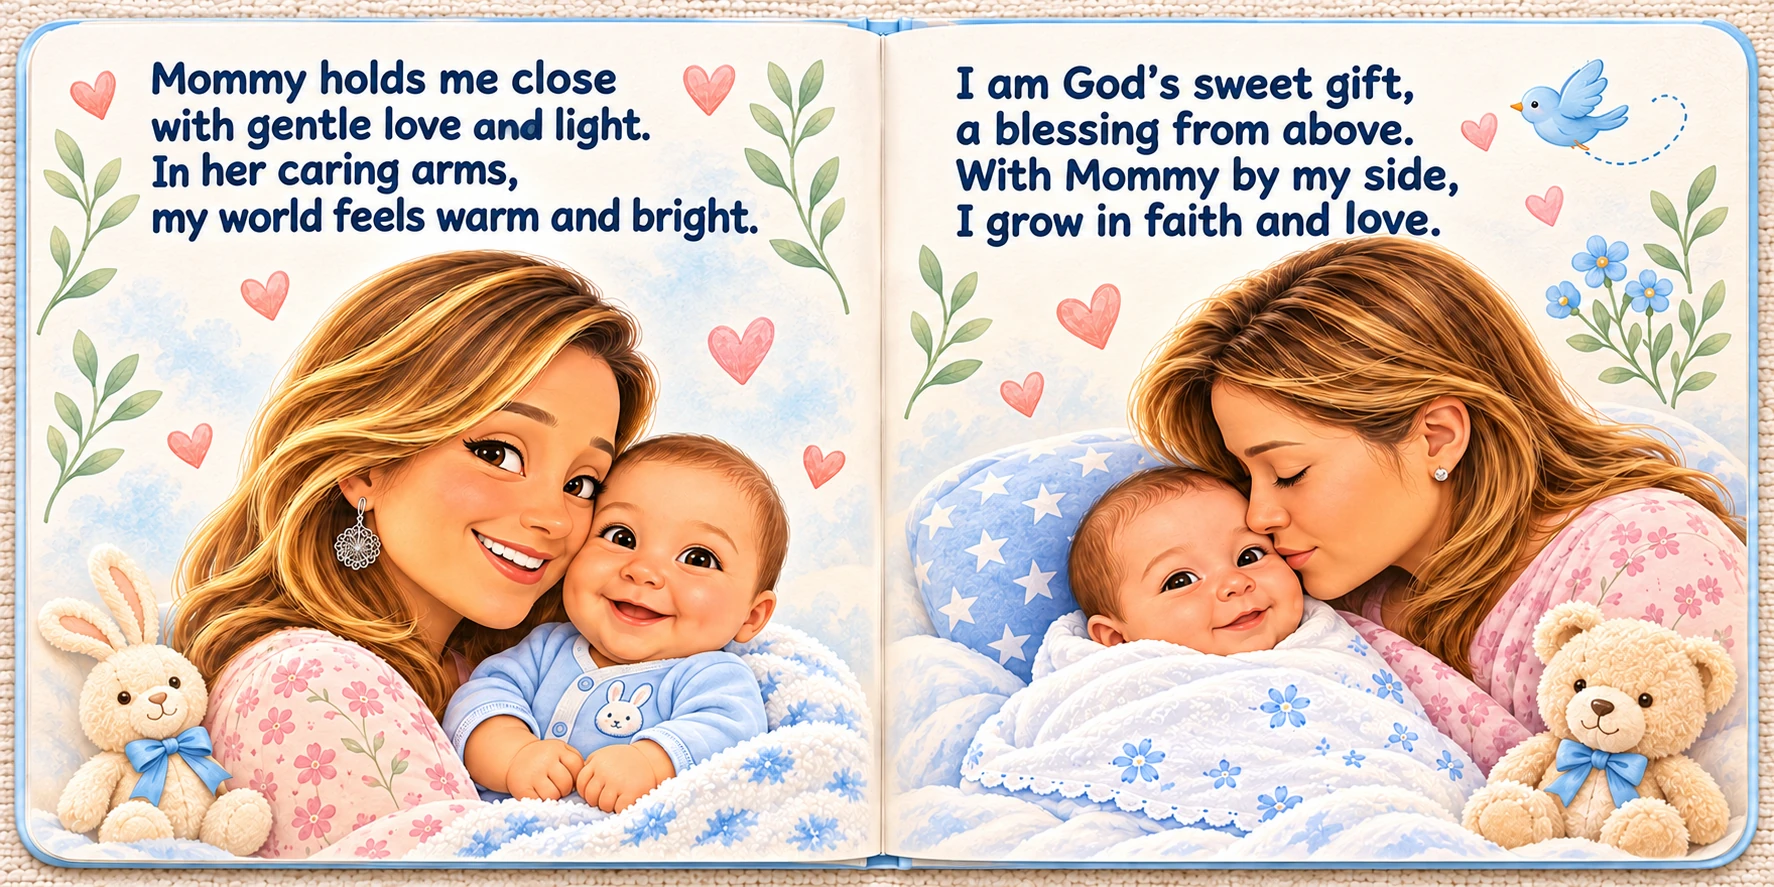 Mommy holds me close
with gentle love and light.
In her caring arms,
my world feels warm and bright.
I am God's sweet gift,
a blessing from above.
With Mommy by my side,
I grow in faith and love.